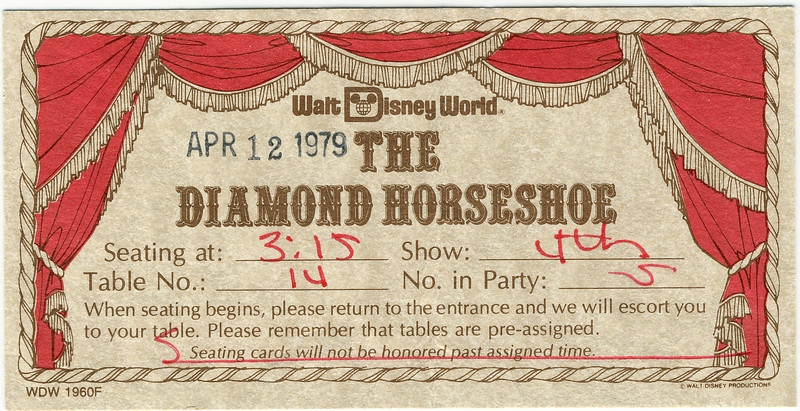 Walt Disney World®
APR 12 1979 THE
DIAMOND HORSESHOE
Seating at: 3:15 Show: 4th
Table No.: 14 No. in Party: 5
When seating begins, please return to the entrance and we will escort you
to your table. Please remember that tables are pre-assigned.
5 Seating cards will not be honored past assigned time.
WDW 1960F
© WALT DISNEY PRODUCTIONS